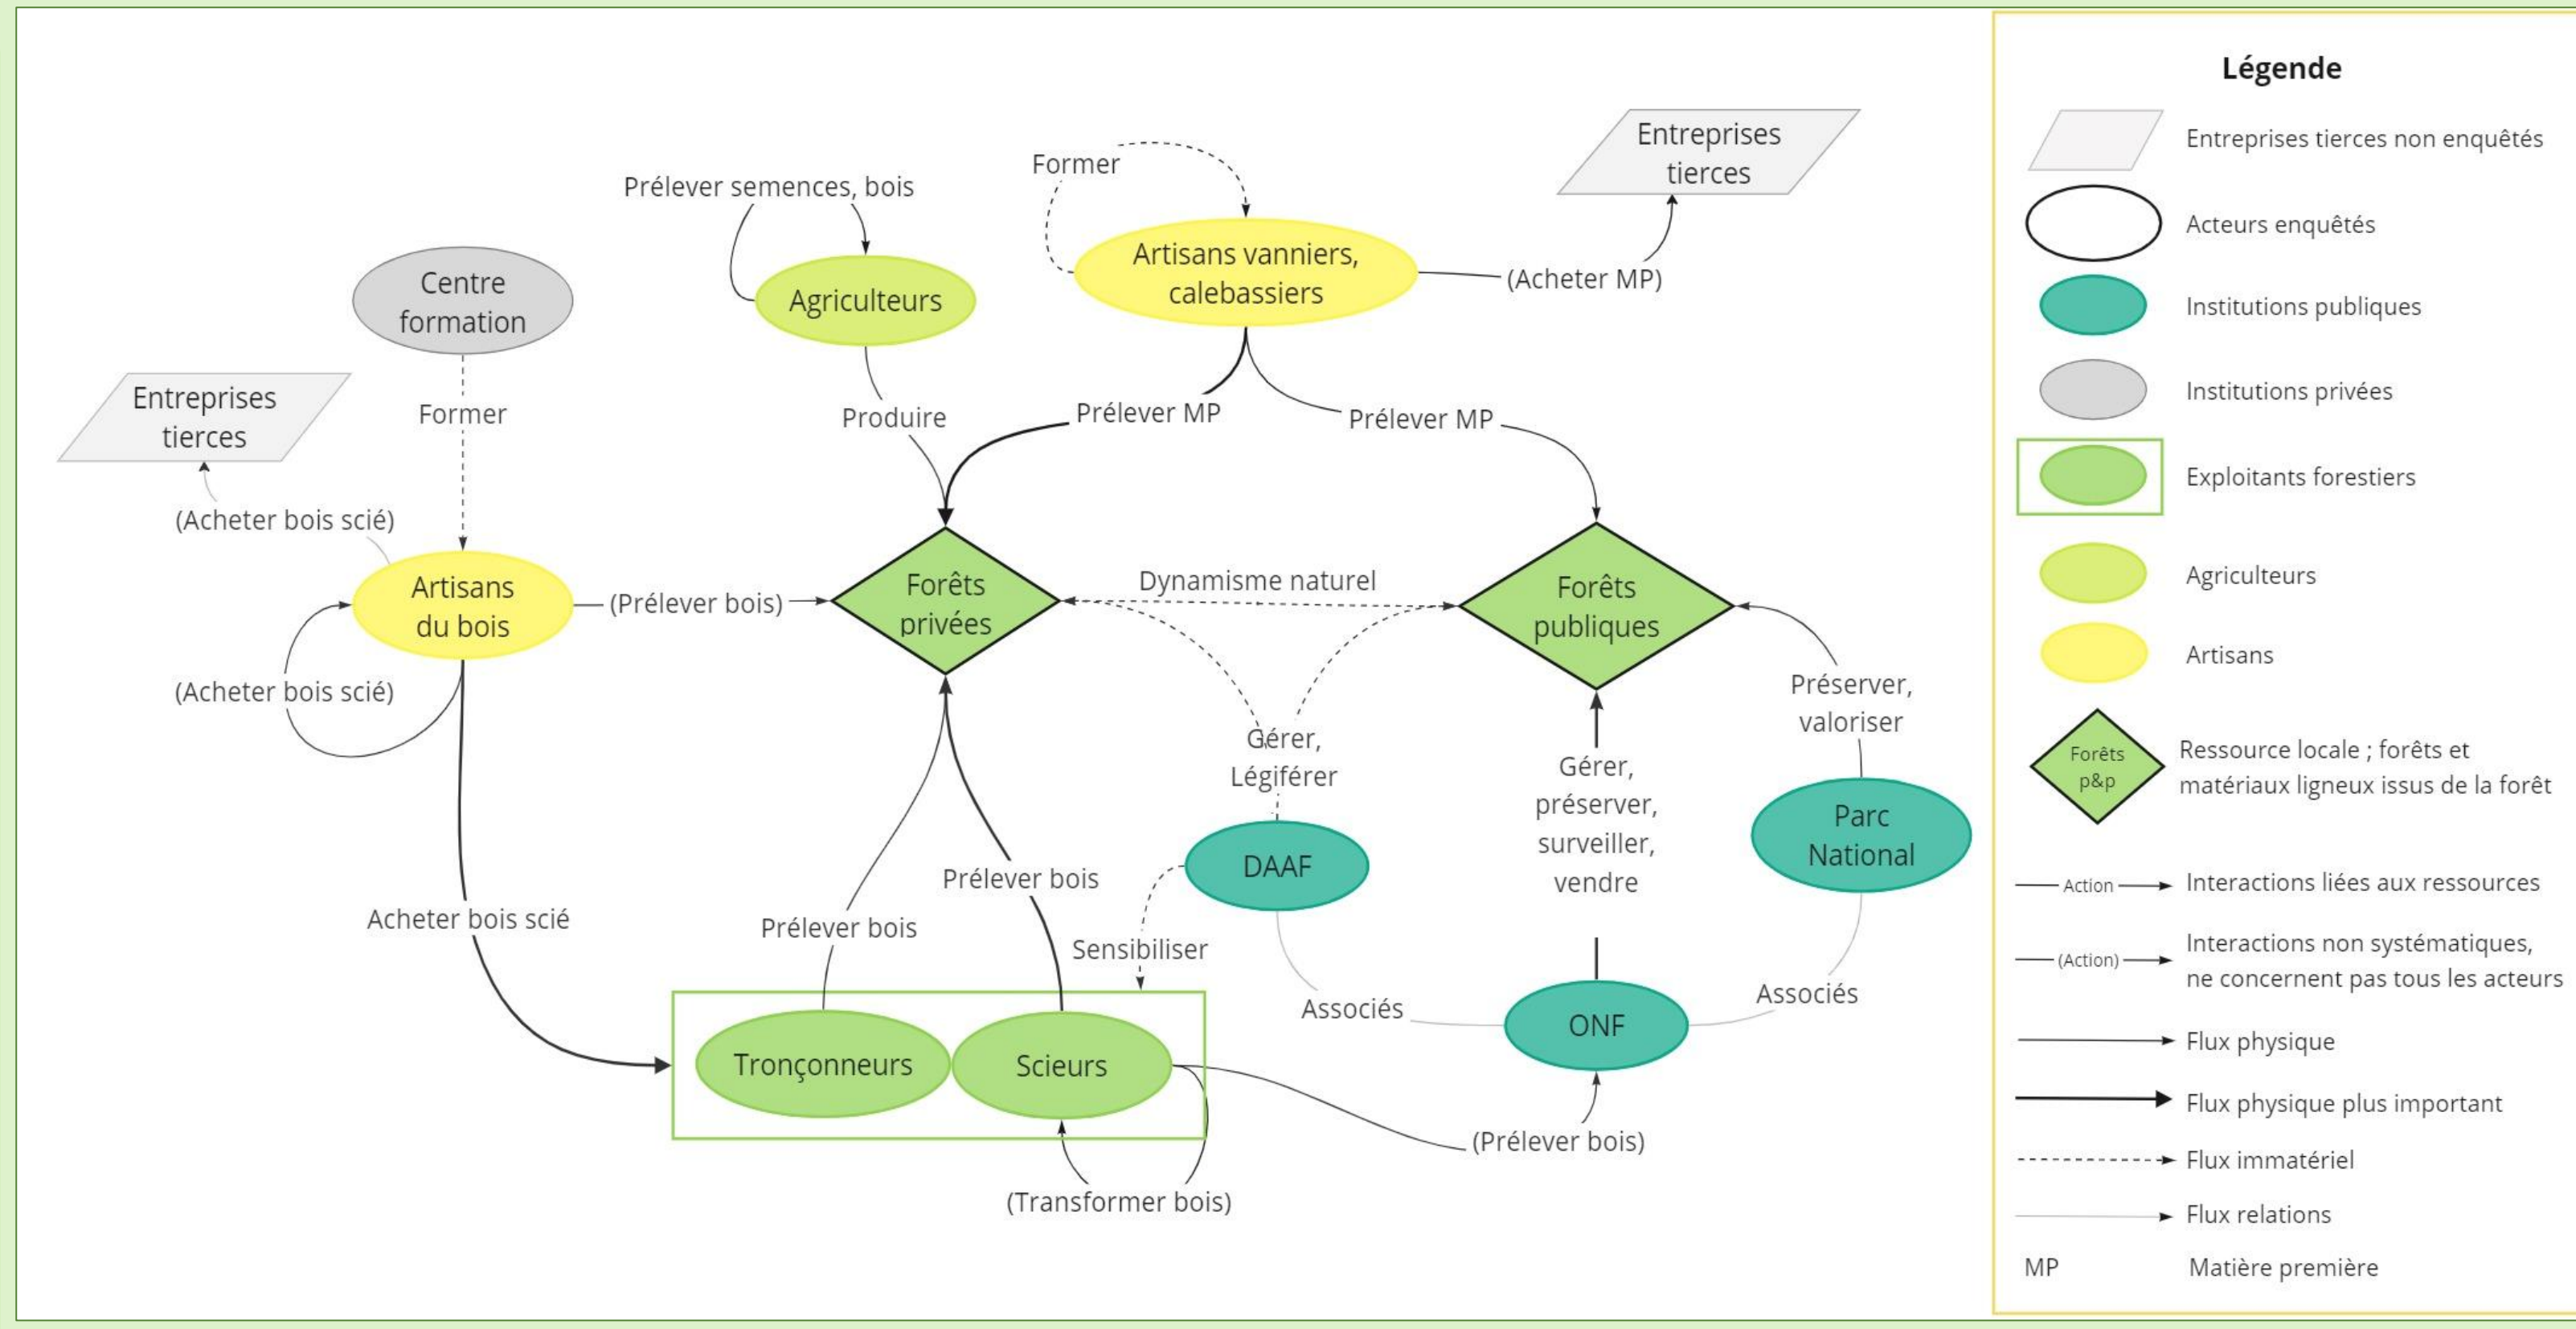 Former
Entreprises
tierces
Prélever semences, bois
Artisans vanniers,
calebassiers
(Acheter MP)
Agriculteurs
Centre
formation
Entreprises
tierces
Former
Produire
Prélever MP
Prélever MP
(Acheter bois scié)
Artisans
du bois
(Prélever bois)
Forêts
privées
Dynamisme naturel
Forêts
publiques
(Acheter bois scié)
Gérer,
Légiférer
Gérer,
préserver,
surveiller,
vendre
Préserver,
valoriser
Parc
National
DAAF
Prélever bois
Acheter bois scié
Prélever bois
Sensibiliser
Associés
Associés
ONF
Tronçonneurs
Scieurs
(Prélever bois)
(Transformer bois)
Légende
Entreprises tierces non enquêtés
Acteurs enquêtés
Institutions publiques
Institutions privées
Exploitants forestiers
Agriculteurs
Artisans
Forêts
p&p
Ressource locale ; forêts et
matériaux ligneux issus de la forêt
Action
Interactions liées aux ressources
(Action)
Interactions non systématiques,
ne concernent pas tous les acteurs
Flux physique
Flux physique plus important
Flux immatériel
Flux relations
MP Matière première